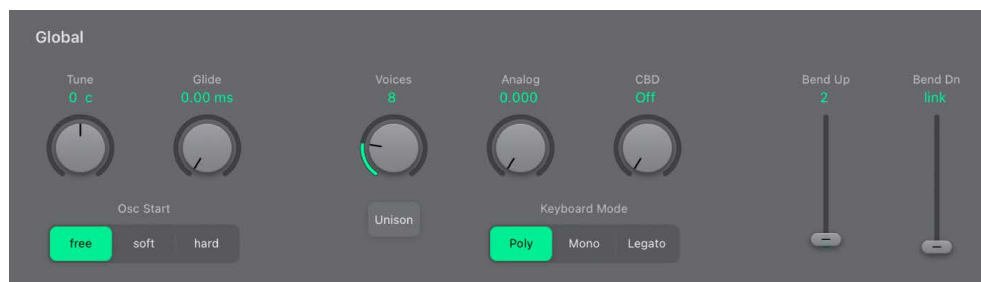 Global
Tune Glide Voices Analog CBD Bend Up Bend Dn
0 c 0.00 ms 8 0.000 Off 2 link
Osc Start Unison Keyboard Mode
free soft hard Poly Mono Legato